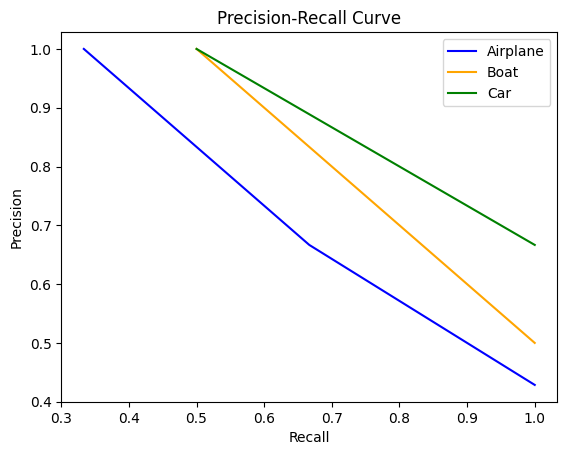 Precision-Recall Curve
Airplane
Boat
Car
Precision
1.0
0.9
0.8
0.7
0.6
0.5
0.4
0.3 0.4 0.5 0.6 0.7 0.8 0.9 1.0
Recall